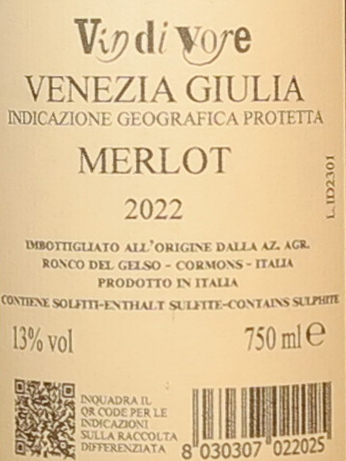 Vin di Vore
VENEZIA GIULIA
INDICAZIONE GEOGRAFICA PROTETTA
MERLOT
2022
L.ID2301
IMBOTTIGLIATO ALL'ORIGINE DALLA AZ. AGR.
RONCO DEL GELSO - CORMONS - ITALIA
PRODOTTO IN ITALIA
CONTIENE SOLFITI-ENTHALT SULFITE-CONTAINS SULPHITE
13% vol 750 ml e
INQUADRA IL
QR CODE PER LE
INDICAZIONI
SULLA RACCOLTA
DIFFERENZIATA
8 030307 022025